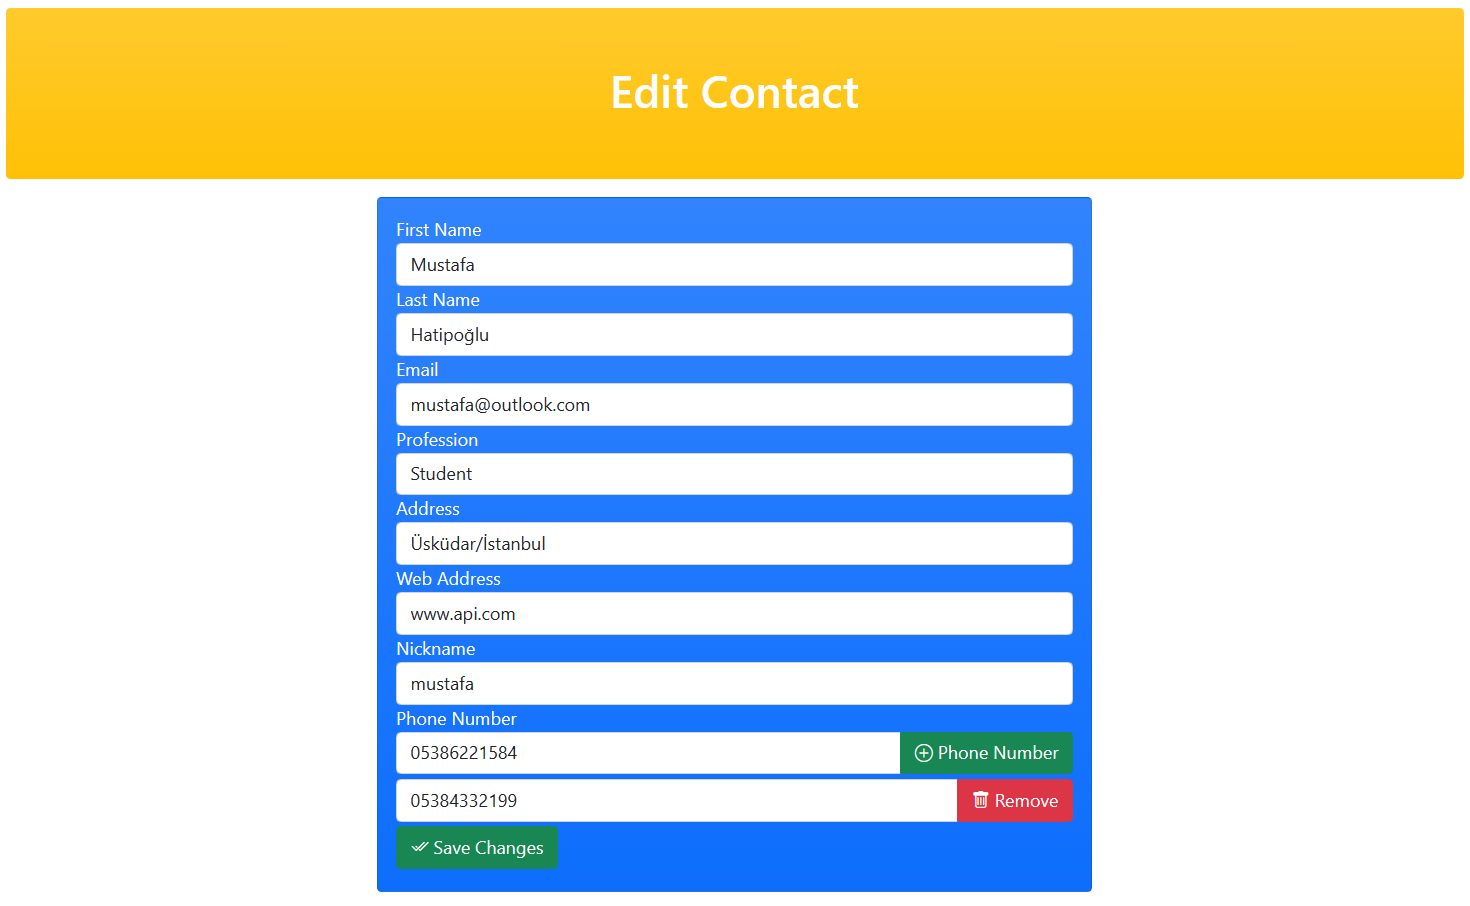 Edit Contact
First Name
Mustafa
Last Name
Hatipoğlu
Email
mustafa@outlook.com
Profession
Student
Address
Üsküdar/İstanbul
Web Address
www.api.com
Nickname
mustafa
Phone Number
05386221584 Phone Number
05384332199 Remove
Save Changes